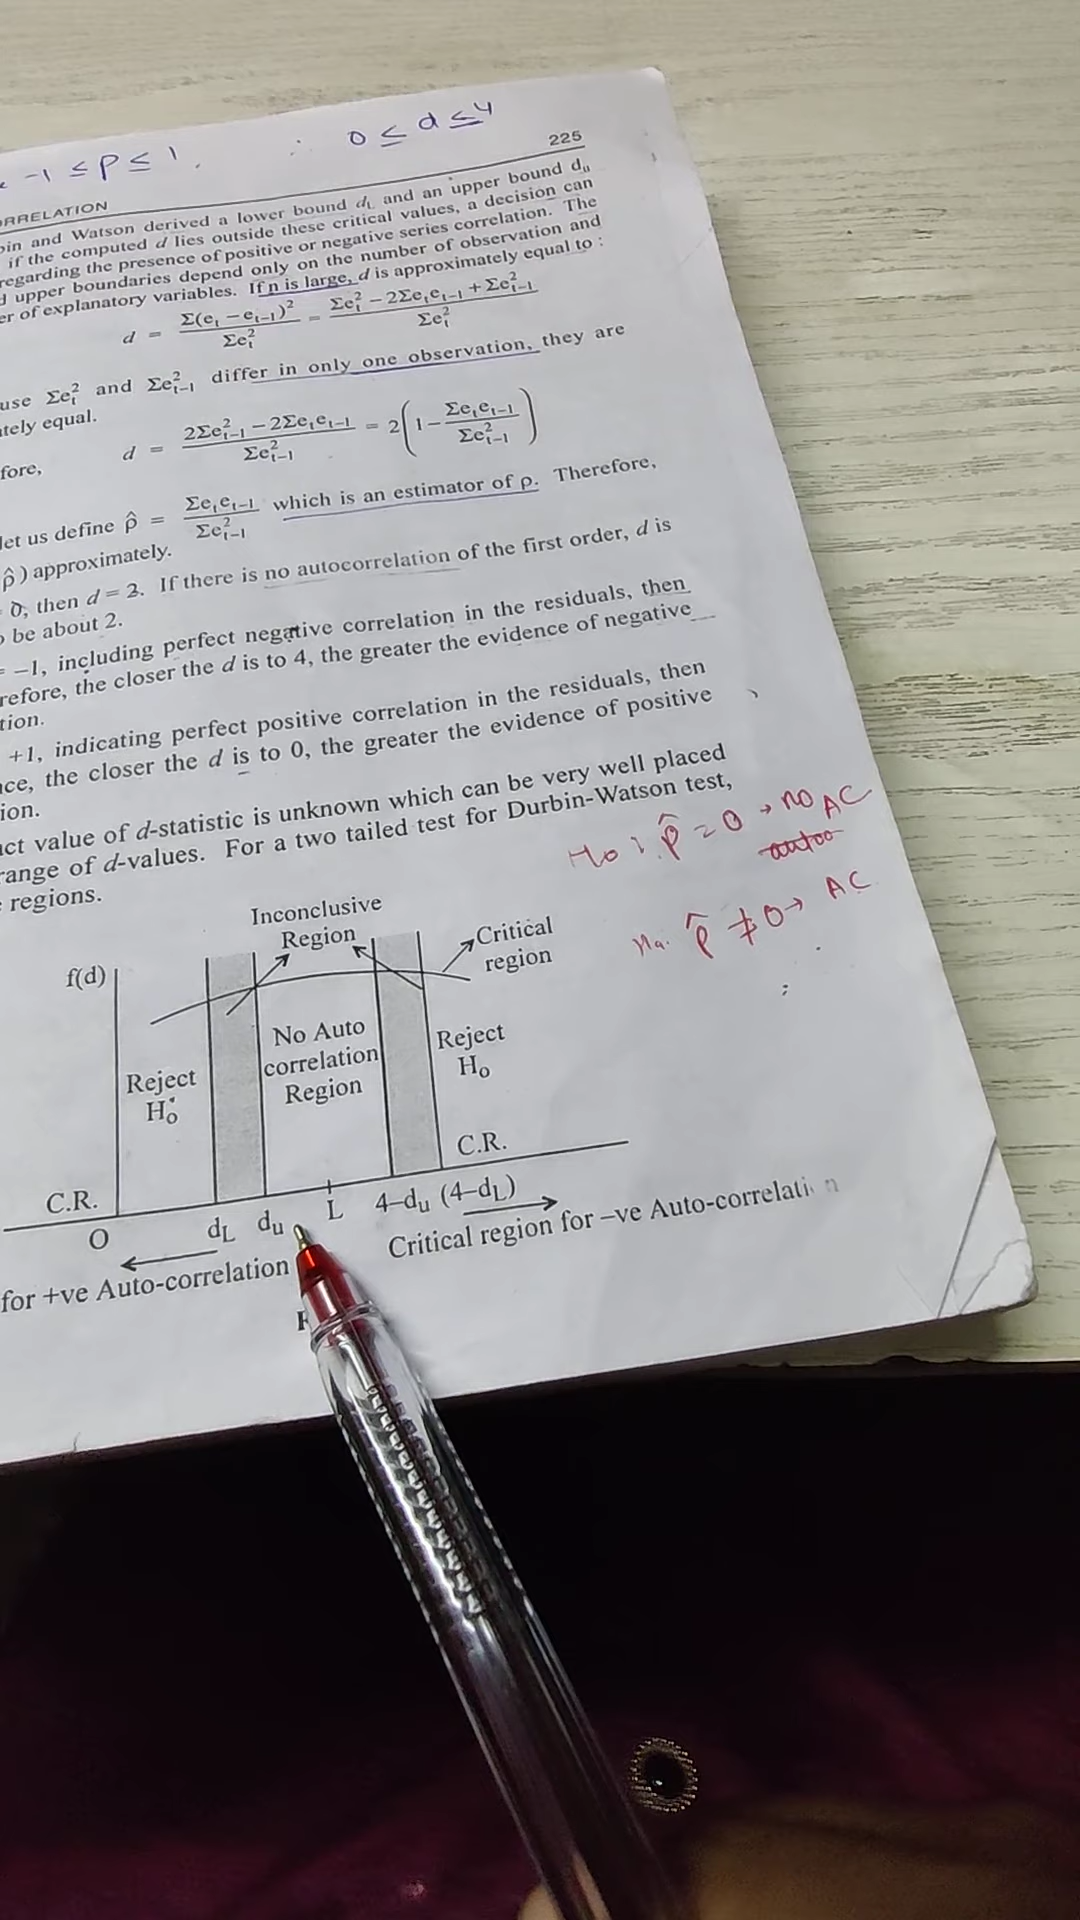 -1 ≤ ρ ≤ 1.  ∴ 0 ≤ d ≤ 4
225
RRELATION
bin and Watson derived a lower bound dL and an upper bound du
if the computed d lies outside these critical values, a decision can
regarding the presence of positive or negative series correlation. The
d upper boundaries depend only on the number of observation and
er of explanatory variables. If n is large, d is approximately equal to :
d = Σ(et – et–1)² / Σet² = Σet² – 2Σetet–1 + Σe²t–1 / Σet²
use Σet² and Σe²t–1 differ in only one observation, they are
tely equal.
d = 2Σe²t–1 – 2Σetet–1 / Σe²t–1 = 2(1 – Σetet–1 / Σe²t–1)
fore,
let us define ρ̂ = Σetet–1 / Σe²t–1 which is an estimator of ρ. Therefore,
ρ̂) approximately.
= 0, then d = 2. If there is no autocorrelation of the first order, d is
o be about 2.
= –1, including perfect negative correlation in the residuals, then
refore, the closer the d is to 4, the greater the evidence of negative
tion.
+1, indicating perfect positive correlation in the residuals, then
nce, the closer the d is to 0, the greater the evidence of positive
ion.
act value of d-statistic is unknown which can be very well placed
range of d-values. For a two tailed test for Durbin-Watson test,
regions.
Ho : ρ̂ = 0 → no AC
autoo
Ha. ρ̂ ≠ 0 → AC
Inconclusive
Region
Critical
region
f(d)
No Auto
correlation
Region
Reject
Ho
Reject
Ho
C.R.
C.R.
O dL du L 4–du (4–dL)
for +ve Auto-correlation
Critical region for –ve Auto-correlation